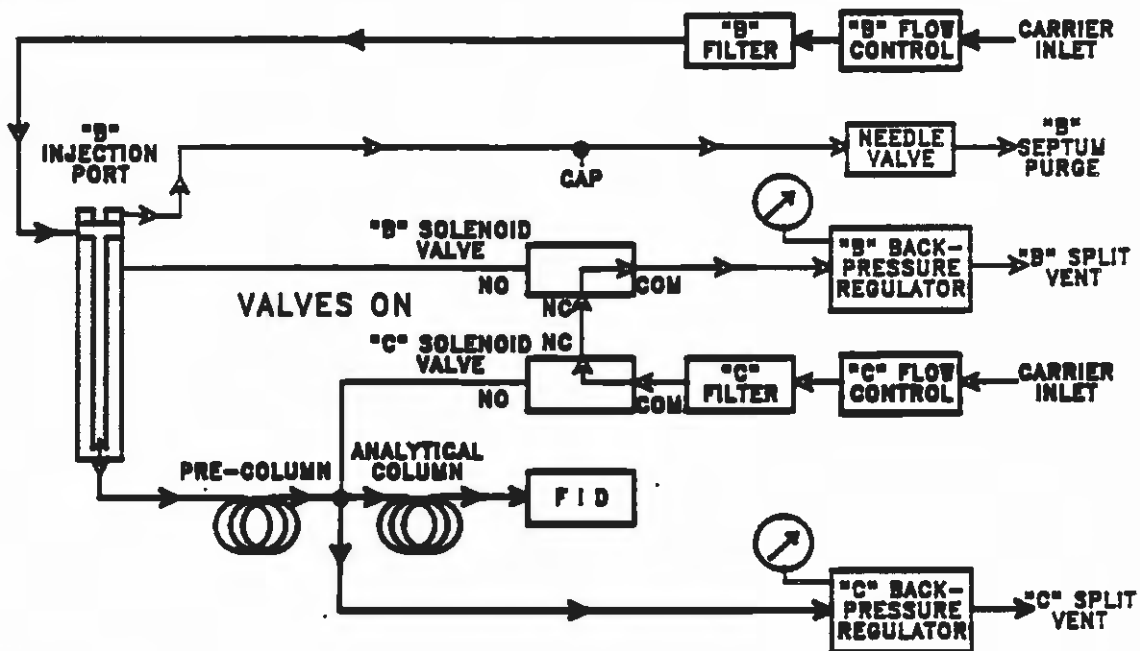 "B"
FILTER
"B" FLOW
CONTROL
CARRIER
INLET
"B"
INJECTION
PORT
CAP
NEEDLE
VALVE
"B"
SEPTUM
PURGE
"B" SOLENOID
VALVE
NO
NC
COM
"B" BACK-
PRESSURE
REGULATOR
"B" SPLIT
VENT
VALVES ON
"C" SOLENOID
VALVE
NC
NO
COM
"C"
FILTER
"C" FLOW
CONTROL
CARRIER
INLET
PRE-COLUMN
ANALYTICAL
COLUMN
FID
"C" BACK-
PRESSURE
REGULATOR
"C" SPLIT
VENT